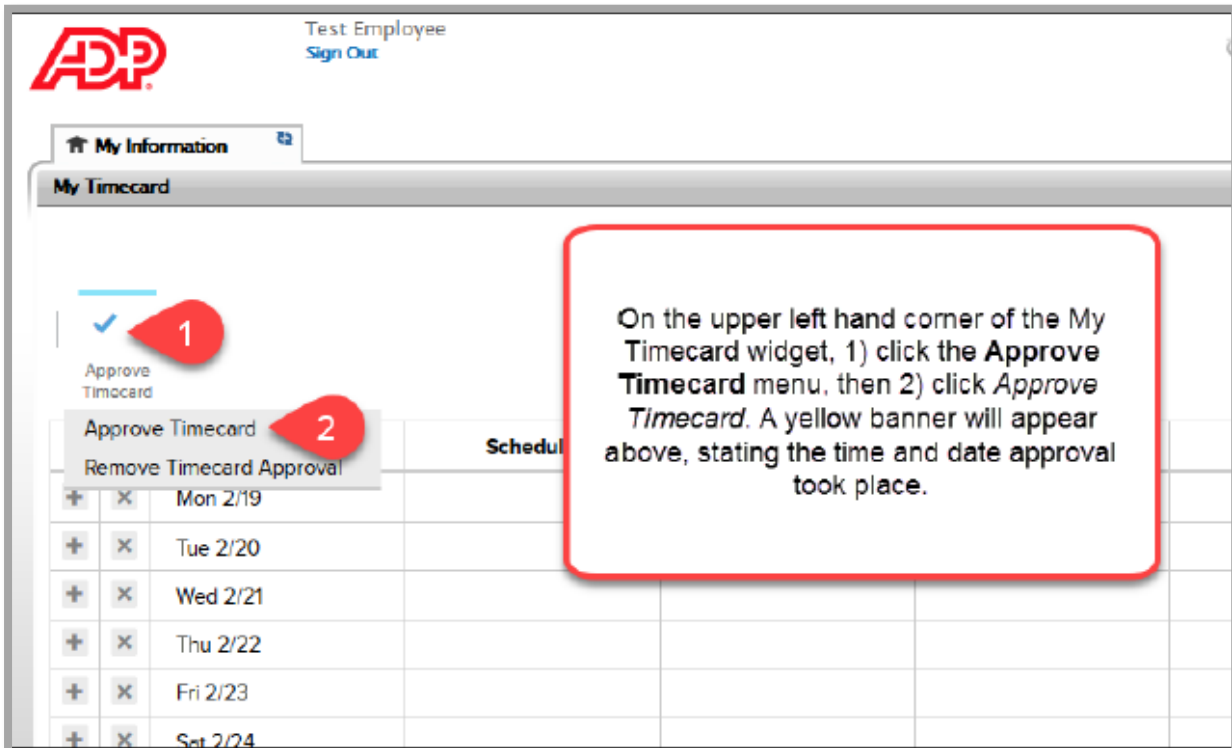 ADP
Test Employee
Sign Out
My Information
My Timecard
1
Approve
Timecard
Approve Timecard 2
Remove Timecard Approval
Schedul
On the upper left hand corner of the My
Timecard widget, 1) click the Approve
Timecard menu, then 2) click Approve
Timecard. A yellow banner will appear
above, stating the time and date approval
took place.
Mon 2/19
Tue 2/20
Wed 2/21
Thu 2/22
Fri 2/23
Sat 2/24